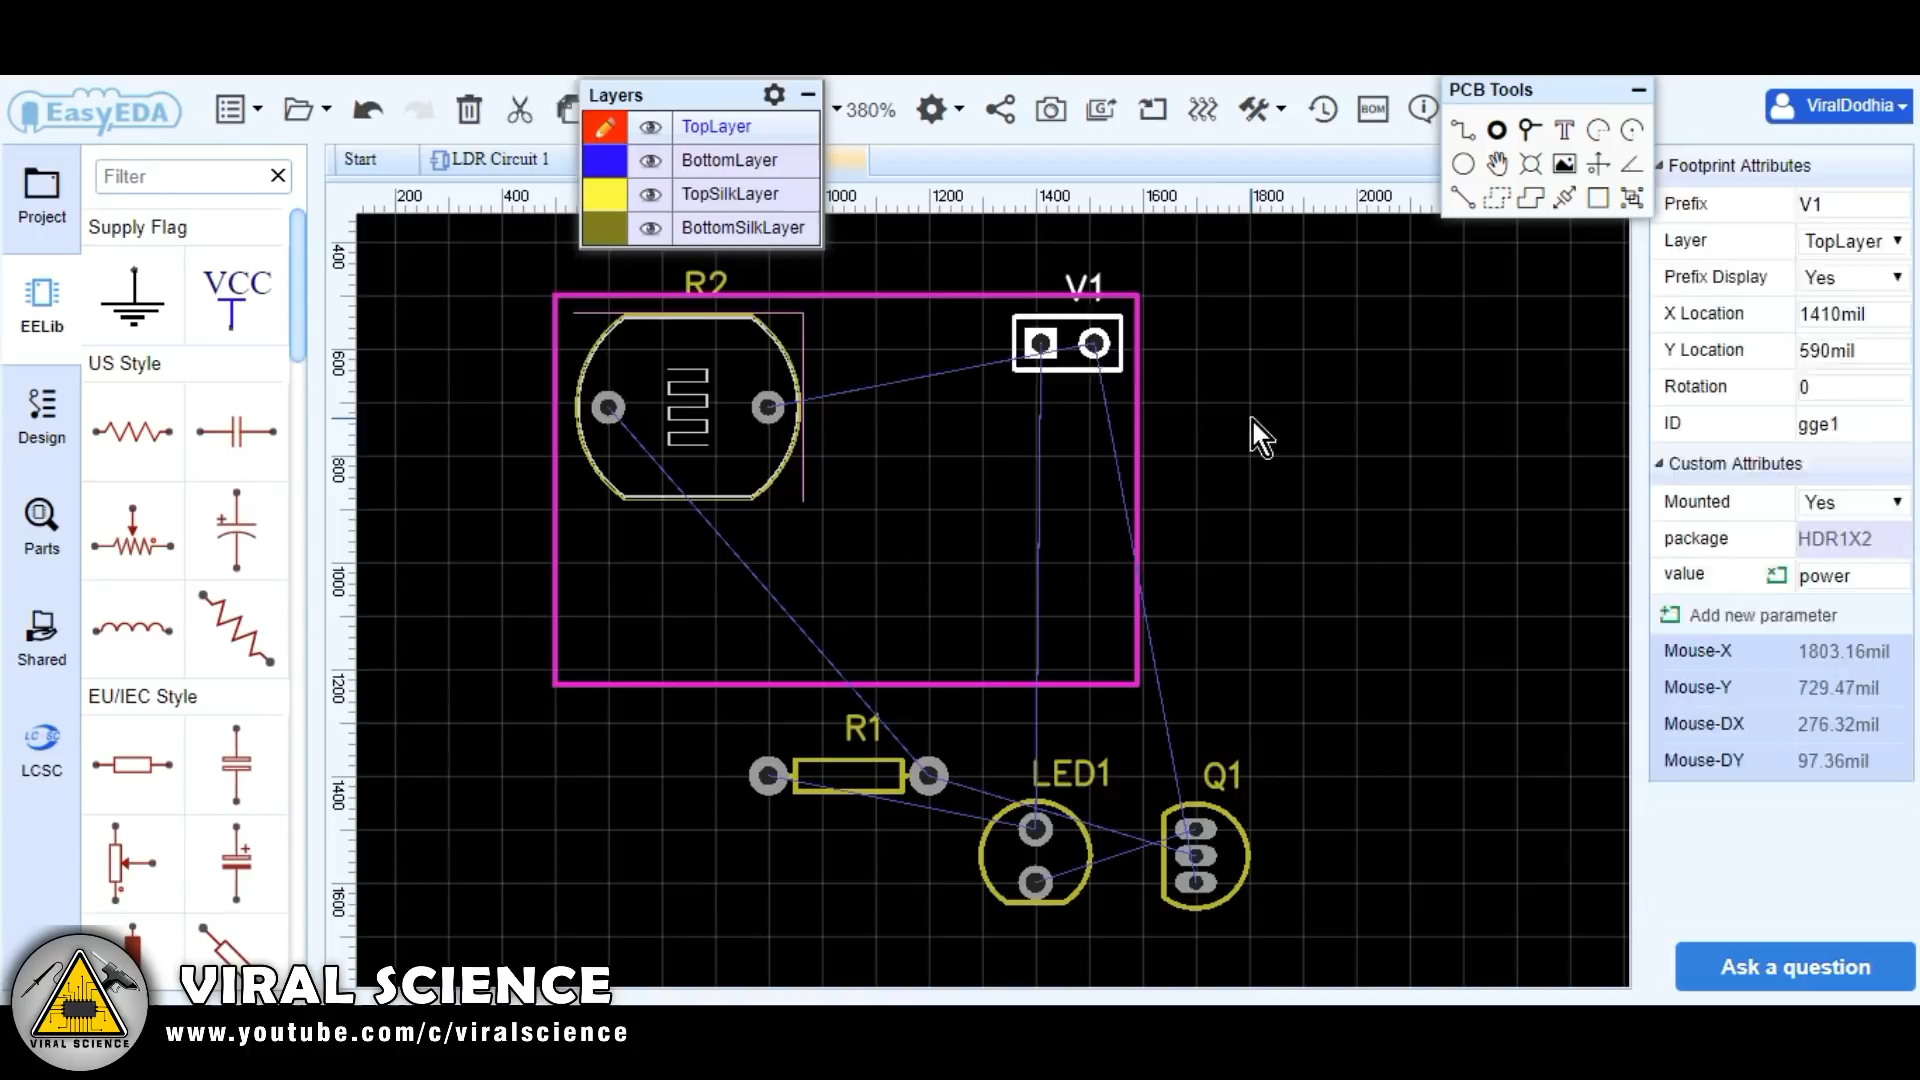 EasyEDA
380%
BOM
ViralDodhia
Layers
TopLayer
BottomLayer
TopSilkLayer
BottomSilkLayer
PCB Tools
Start
LDR Circuit 1
200
400
1000
1200
1400
1600
1800
2000
400
600
800
1000
1200
1400
1600
Project
EELib
Design
Parts
Shared
LCSC
Filter
Supply Flag
VCC
US Style
EU/IEC Style
R2
V1
R1
LED1
Q1
Footprint Attributes
Prefix V1
Layer TopLayer
Prefix Display Yes
X Location 1410mil
Y Location 590mil
Rotation 0
ID gge1
Custom Attributes
Mounted Yes
package HDR1X2
value power
Add new parameter
Mouse-X 1803.16mil
Mouse-Y 729.47mil
Mouse-DX 276.32mil
Mouse-DY 97.36mil
Ask a question
VIRAL SCIENCE
VIRAL SCIENCE
www.youtube.com/c/viralscience